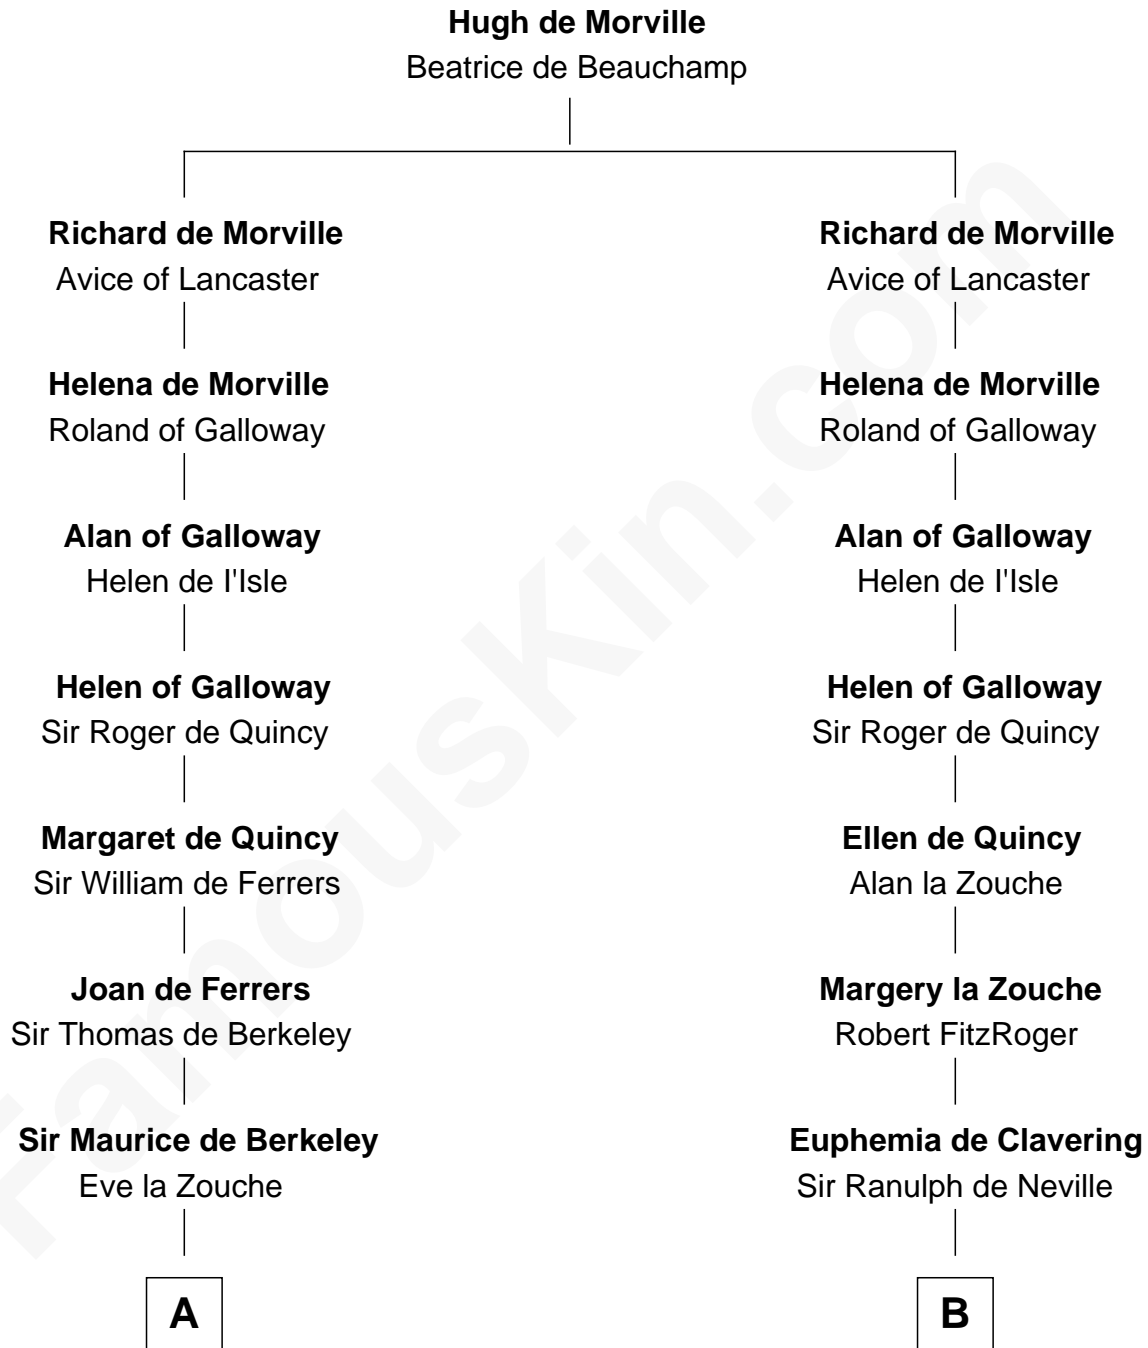 Hugh de Morville
Beatrice de Beauchamp
Richard de Morville
Avice of Lancaster
Helena de Morville
Roland of Galloway
Alan of Galloway
Helen de I'Isle
Helen of Galloway
Sir Roger de Quincy
Margaret de Quincy
Sir William de Ferrers
Joan de Ferrers
Sir Thomas de Berkeley
Sir Maurice de Berkeley
Eve la Zouche
A
Richard de Morville
Avice of Lancaster
Helena de Morville
Roland of Galloway
Alan of Galloway
Helen de I'Isle
Helen of Galloway
Sir Roger de Quincy
Ellen de Quincy
Alan la Zouche
Margery la Zouche
Robert FitzRoger
Euphemia de Clavering
Sir Ranulph de Neville
B
FamousKin.com